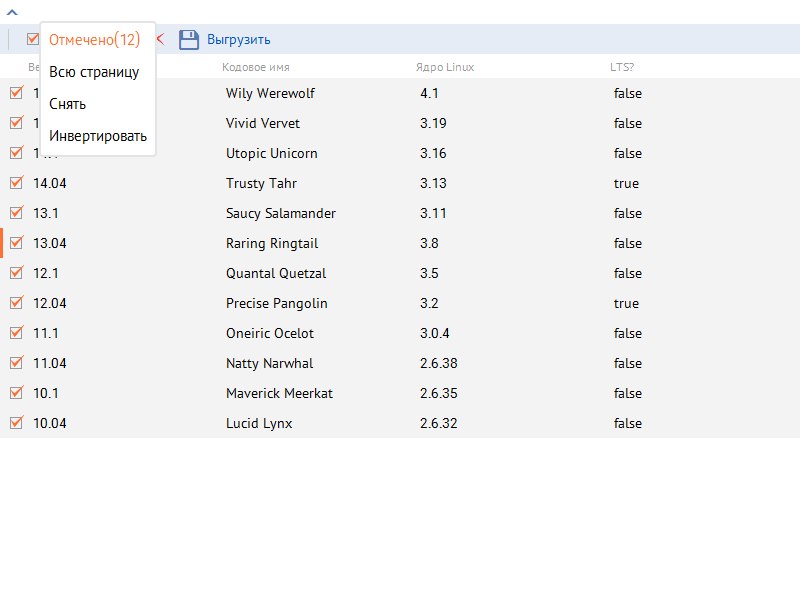 Отмечено(12)
Выгрузить
Всю страницу
Снять
Инвертировать
Ве Кодовое имя Ядро Linux LTS?
1 Wily Werewolf 4.1 false
1 Vivid Vervet 3.19 false
Utopic Unicorn 3.16 false
14.04 Trusty Tahr 3.13 true
13.1 Saucy Salamander 3.11 false
13.04 Raring Ringtail 3.8 false
12.1 Quantal Quetzal 3.5 false
12.04 Precise Pangolin 3.2 true
11.1 Oneiric Ocelot 3.0.4 false
11.04 Natty Narwhal 2.6.38 false
10.1 Maverick Meerkat 2.6.35 false
10.04 Lucid Lynx 2.6.32 false